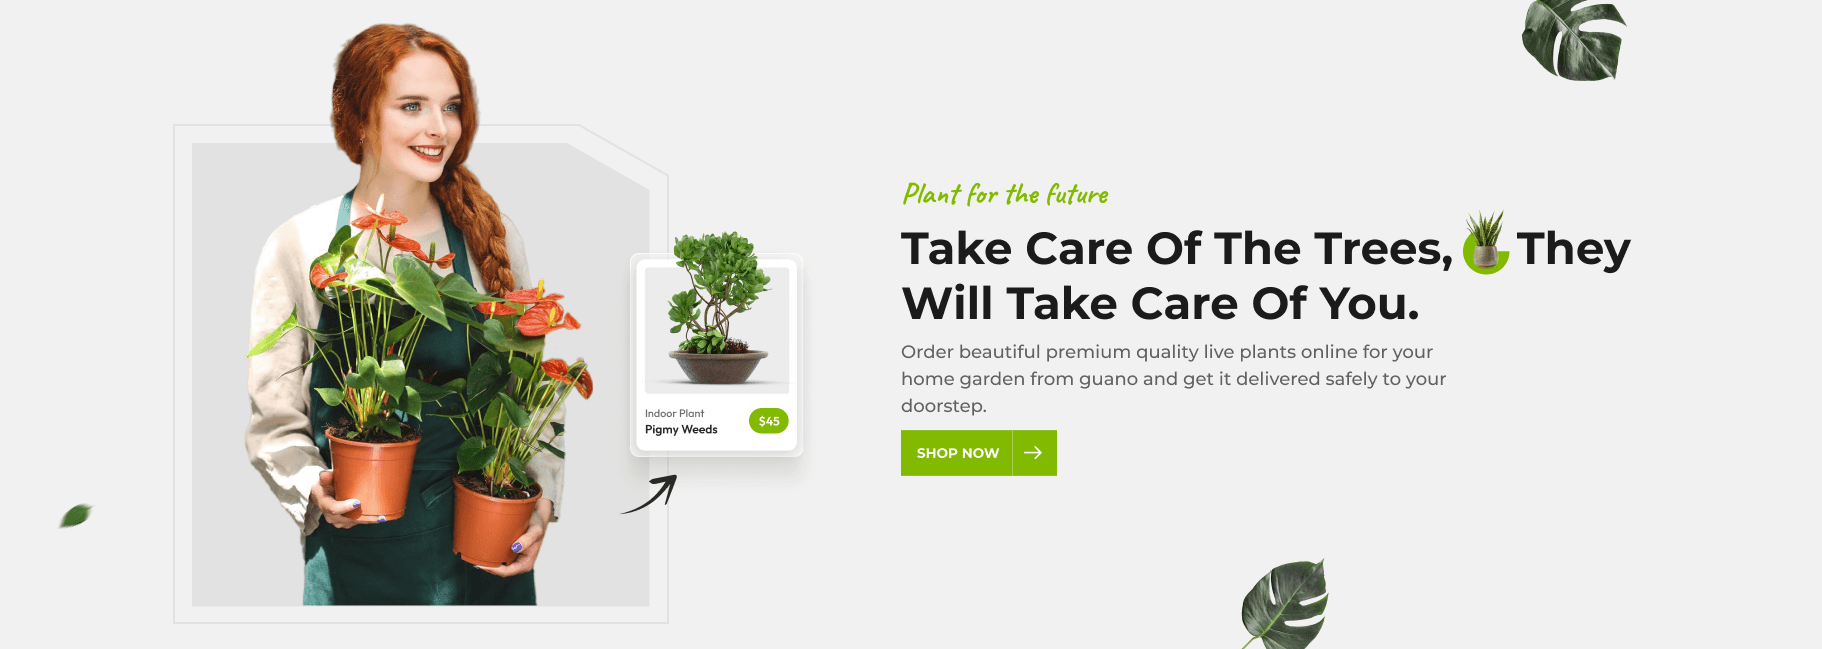 Plant for the future
Take Care Of The Trees, They
Will Take Care Of You.
Order beautiful premium quality live plants online for your
home garden from guano and get it delivered safely to your
doorstep.
SHOP NOW
Indoor Plant
Pigmy Weeds
$45